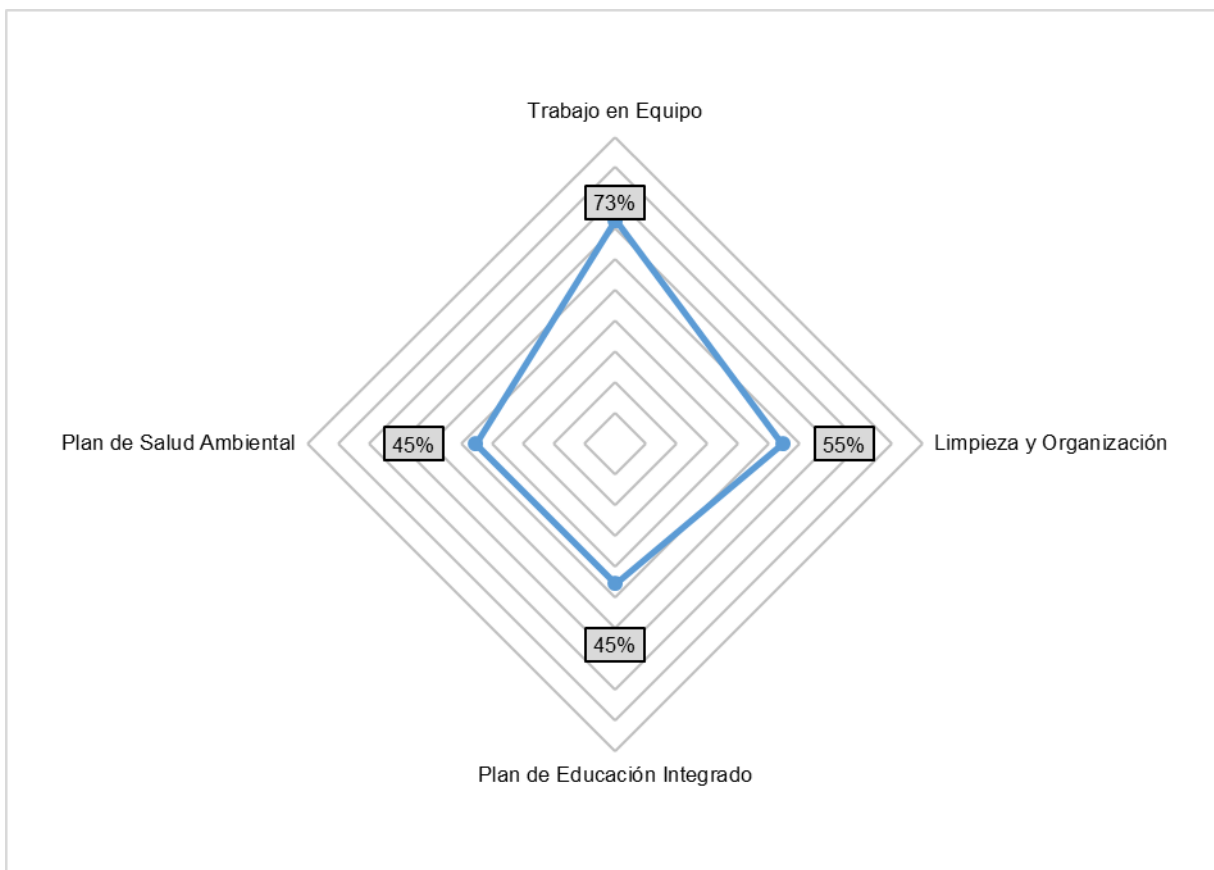 Trabajo en Equipo
73%
Plan de Salud Ambiental
45%
55%
Limpieza y Organización
45%
Plan de Educación Integrado